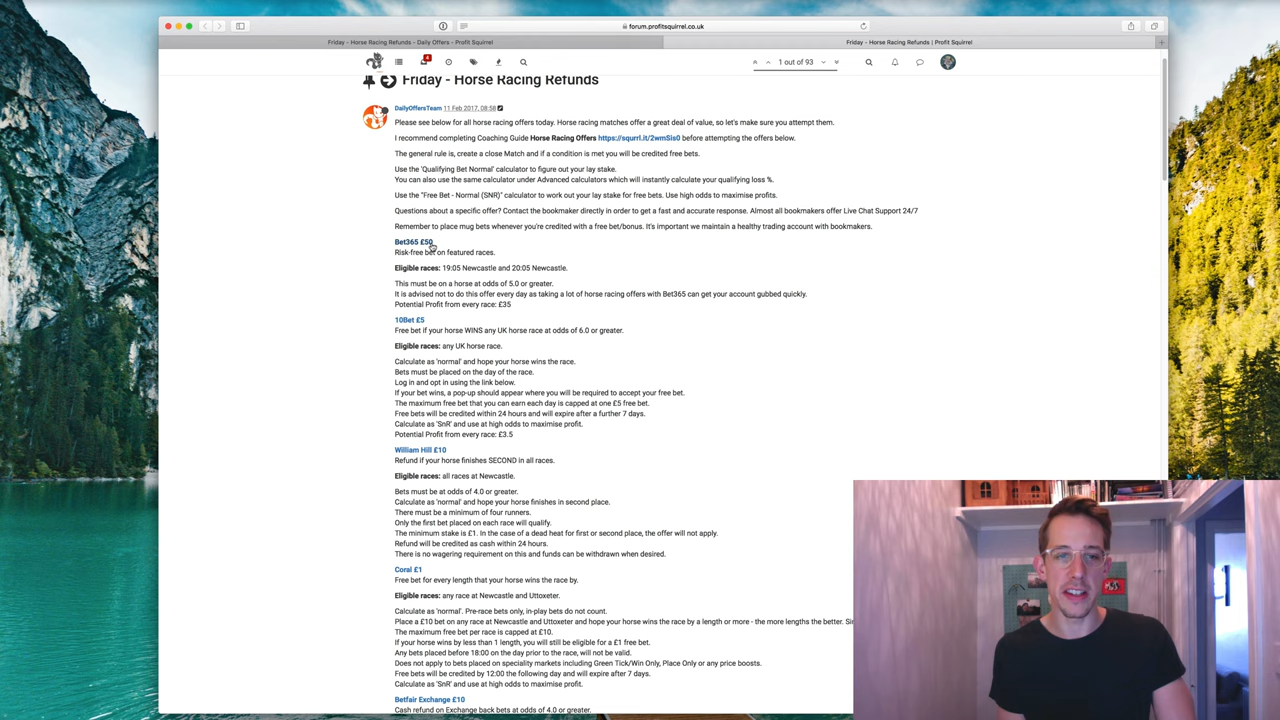 forum.profitsquirrel.co.uk
Friday - Horse Racing Refunds - Daily Offers - Profit Squirrel
Friday - Horse Racing Refunds | Profit Squirrel
4
1 out of 93
Friday - Horse Racing Refunds
DailyOffersTeam 11 Feb 2017, 08:58
Please see below for all horse racing offers today. Horse racing matches offer a great deal of value, so let's make sure you attempt them.
I recommend completing Coaching Guide Horse Racing Offers https://squrrl.it/2wmSis0 before attempting the offers below.
The general rule is, create a close Match and if a condition is met you will be credited free bets.
Use the 'Qualifying Bet Normal' calculator to figure out your lay stake.
You can also use the same calculator under Advanced calculators which will instantly calculate your qualifying loss %.
Use the "Free Bet - Normal (SNR)" calculator to work out your lay stake for free bets. Use high odds to maximise profits.
Questions about a specific offer? Contact the bookmaker directly in order to get a fast and accurate response. Almost all bookmakers offer Live Chat Support 24/7
Remember to place mug bets whenever you're credited with a free bet/bonus. It's important we maintain a healthy trading account with bookmakers.
Bet365 £50
Risk-free bet on featured races.
Eligible races: 19:05 Newcastle and 20:05 Newcastle.
This must be on a horse at odds of 5.0 or greater.
It is advised not to do this offer every day as taking a lot of horse racing offers with Bet365 can get your account gubbed quickly.
Potential Profit from every race: £35
10Bet £5
Free bet if your horse WINS any UK horse race at odds of 6.0 or greater.
Eligible races: any UK horse race.
Calculate as 'normal' and hope your horse wins the race.
Bets must be placed on the day of the race.
Log in and opt in using the link below.
If your bet wins, a pop-up should appear where you will be required to accept your free bet.
The maximum free bet that you can earn each day is capped at one £5 free bet.
Free bets will be credited within 24 hours and will expire after a further 7 days.
Calculate as 'SnR' and use at high odds to maximise profit.
Potential Profit from every race: £3.5
William Hill £10
Refund if your horse finishes SECOND in all races.
Eligible races: all races at Newcastle.
Bets must be at odds of 4.0 or greater.
Calculate as 'normal' and hope your horse finishes in second place.
There must be a minimum of four runners.
Only the first bet placed on each race will qualify.
The minimum stake is £1. In the case of a dead heat for first or second place, the offer will not apply.
Refund will be credited as cash within 24 hours.
There is no wagering requirement on this and funds can be withdrawn when desired.
Coral £1
Free bet for every length that your horse wins the race by.
Eligible races: any race at Newcastle and Uttoxeter.
Calculate as 'normal'. Pre-race bets only, in-play bets do not count.
Place a £10 bet on any race at Newcastle and Uttoxeter and hope your horse wins the race by a length or more - the more lengths the better.
The maximum free bet per race is capped at £10.
If your horse wins by less than 1 length, you will still be eligible for a £1 free bet.
Any bets placed before 18:00 on the day prior to the race, will not be valid.
Does not apply to bets placed on speciality markets including Green Tick/Win Only, Place Only or any price boosts.
Free bets will be credited by 12:00 the following day and will expire after 7 days.
Calculate as 'SnR' and use at high odds to maximise profit.
Betfair Exchange £10
Cash refund on Exchange back bets at odds of 4.0 or greater.